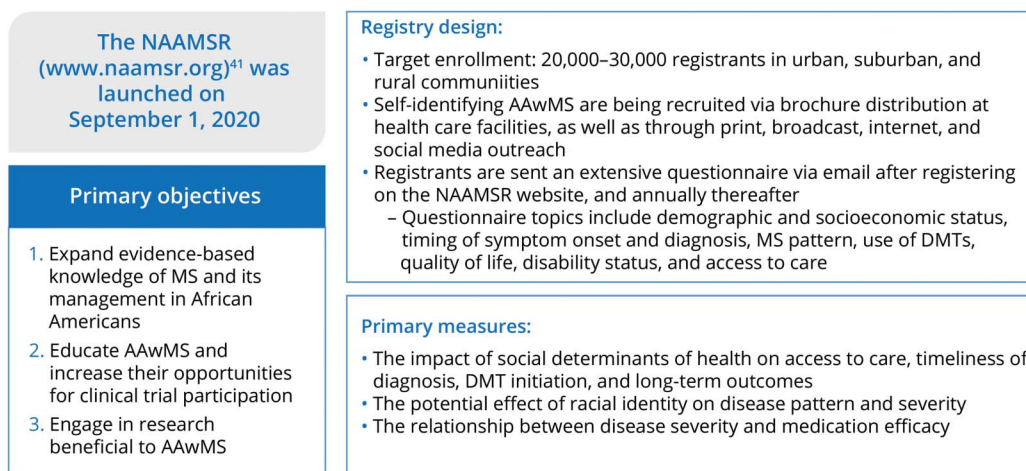 The NAAMSR
(www.naamsr.org)41 was
launched on
September 1, 2020
Primary objectives
1. Expand evidence-based
knowledge of MS and its
management in African
Americans
2. Educate AAwMS and
increase their opportunities
for clinical trial participation
3. Engage in research
beneficial to AAwMS
Registry design:
• Target enrollment: 20,000–30,000 registrants in urban, suburban, and
rural communiities
• Self-identifying AAwMS are being recruited via brochure distribution at
health care facilities, as well as through print, broadcast, internet, and
social media outreach
• Registrants are sent an extensive questionnaire via email after registering
on the NAAMSR website, and annually thereafter
– Questionnaire topics include demographic and socioeconomic status,
timing of symptom onset and diagnosis, MS pattern, use of DMTs,
quality of life, disability status, and access to care
Primary measures:
• The impact of social determinants of health on access to care, timeliness of
diagnosis, DMT initiation, and long-term outcomes
• The potential effect of racial identity on disease pattern and severity
• The relationship between disease severity and medication efficacy